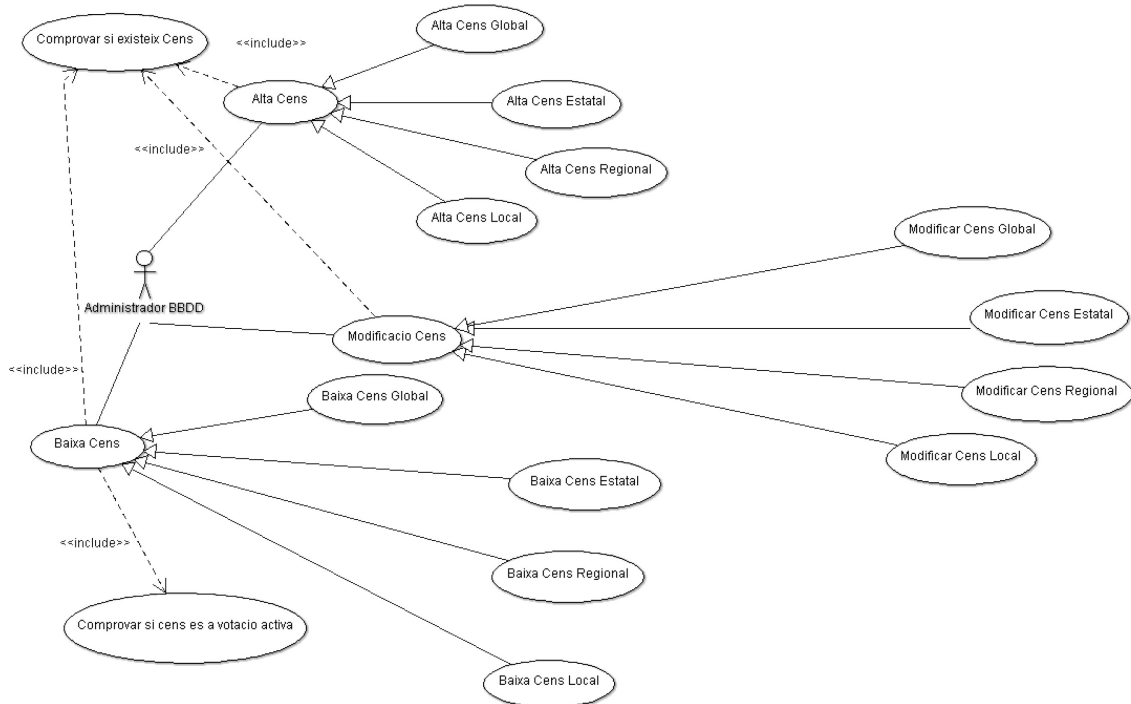 Alta Cens Global
Comprovar si existeix Cens
<<include>>
Alta Cens
Alta Cens Estatal
<<include>>
Alta Cens Regional
Alta Cens Local
Modificar Cens Global
Administrador BBDD
Modificar Cens Estatal
Modificacio Cens
<<include>>
Baixa Cens Global
Modificar Cens Regional
Baixa Cens
Modificar Cens Local
Baixa Cens Estatal
<<include>>
Baixa Cens Regional
Comprovar si cens es a votacio activa
Baixa Cens Local